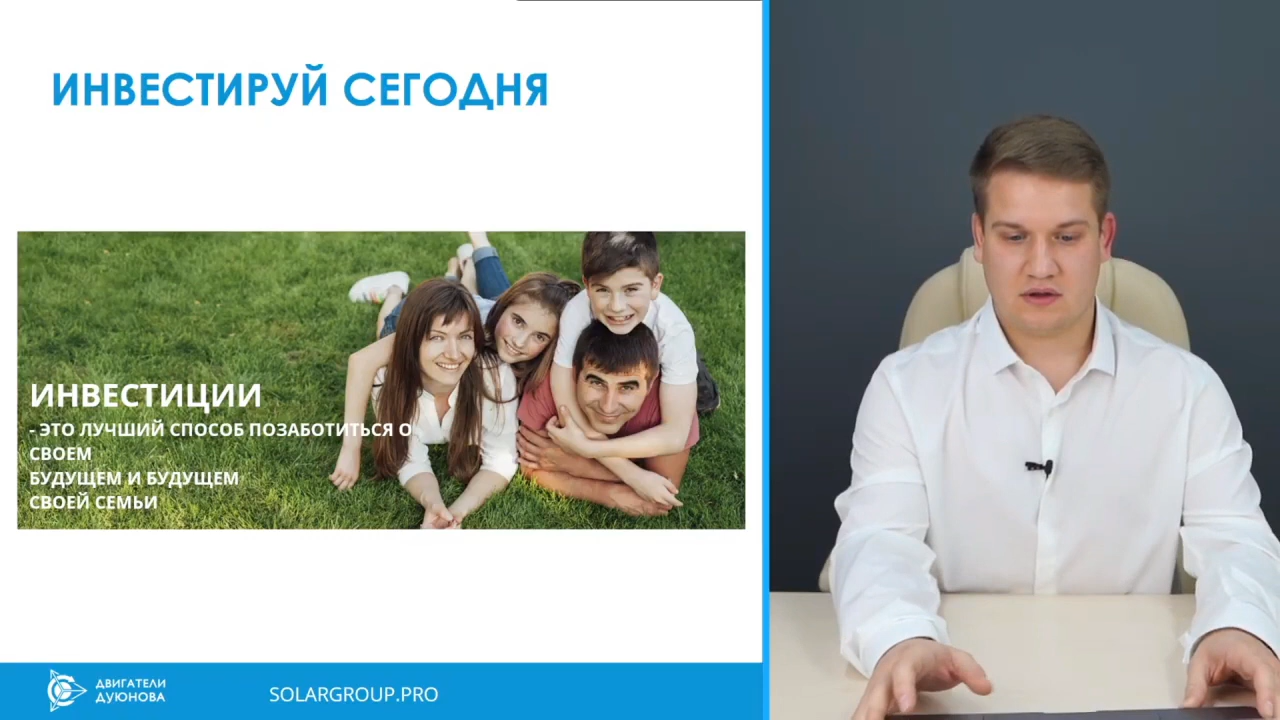 ИНВЕСТИРУЙ СЕГОДНЯ
ИНВЕСТИЦИИ
- ЭТО ЛУЧШИЙ СПОСОБ ПОЗАБОТИТЬСЯ О
СВОЕМ
БУДУЩЕМ И БУДУЩЕМ
СВОЕЙ СЕМЬИ
ДВИГАТЕЛИ
ДУЮНОВА
SOLARGROUP.PRO